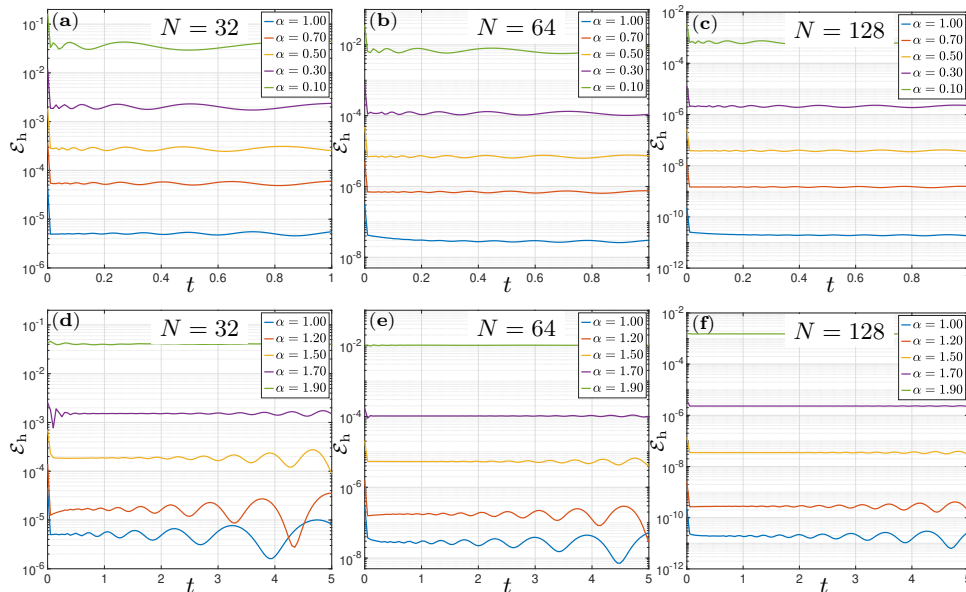 (a) N = 32
α = 1.00
α = 0.70
α = 0.50
α = 0.30
α = 0.10
10^-1
10^-2
10^-3
10^-4
10^-5
10^-6
ℰ_h
0 0.2 0.4 0.6 0.8 1
t
(b) N = 64
α = 1.00
α = 0.70
α = 0.50
α = 0.30
α = 0.10
10^-2
10^-4
10^-6
10^-8
ℰ_h
0 0.2 0.4 0.6 0.8 1
t
(c) N = 128
α = 1.00
α = 0.70
α = 0.50
α = 0.30
α = 0.10
10^-2
10^-4
10^-6
10^-8
10^-10
10^-12
ℰ_h
0 0.2 0.4 0.6 0.8
t
(d) N = 32
α = 1.00
α = 1.20
α = 1.50
α = 1.70
α = 1.90
10^-1
10^-2
10^-3
10^-4
10^-5
10^-6
ℰ_h
0 1 2 3 4 5
t
(e) N = 64
α = 1.00
α = 1.20
α = 1.50
α = 1.70
α = 1.90
10^-2
10^-4
10^-6
10^-8
ℰ_h
0 1 2 3 4 5
t
(f) N = 128
α = 1.00
α = 1.20
α = 1.50
α = 1.70
α = 1.90
10^-2
10^-4
10^-6
10^-8
10^-10
10^-12
ℰ_h
0 1 2 3 4 5
t